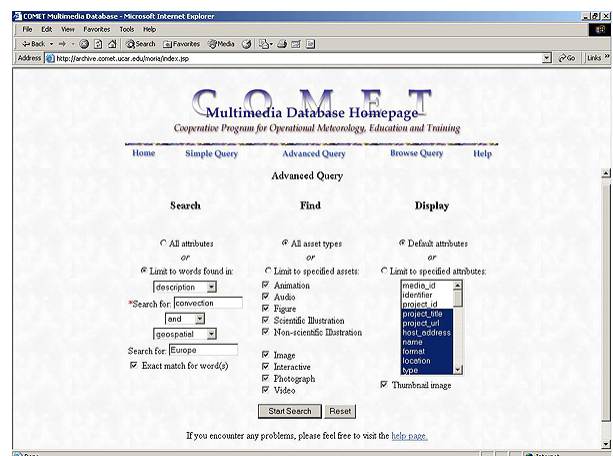 COMET Multimedia Database - Microsoft Internet Explorer
File Edit View Favorites Tools Help
Back Search Favorites Media
Address http://archive.comet.ucar.edu/moria/index.jsp Go Links »
C O M E T
Multimedia Database Homepage
Cooperative Program for Operational Meteorology, Education and Training
Home Simple Query Advanced Query Browse Query Help
Advanced Query
Search Find Display
All attributes All asset types Default attributes
or or or
Limit to words found in: Limit to specified assets: Limit to specified attributes:
description Animation media_id
Audio identifier
*Search for: convection Figure project_id
and Scientific Illustration project_title
geospatial Non-scientific Illustration project_url
host_address
Search for: Europe name
Exact match for word(s) Image format
Interactive location
Photograph type
Video Thumbnail image
Start Search Reset
If you encounter any problems, please feel free to visit the help page.
Internet